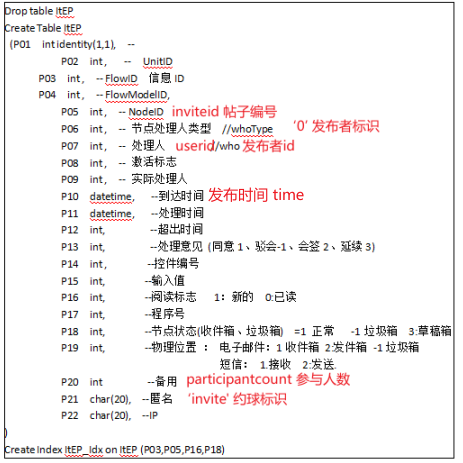 Drop table ItEP
Create Table ItEP
(P01 int identity(1,1), --
P02 int, -- UnitID
P03 int, -- FlowID 信息 ID
P04 int, -- FlowModelID,
P05 int, -- NodeID inviteid 帖子编号
P06 int, -- 节点处理人类型 //whoType '0' 发布者标识
P07 int, -- 处理人 userid//who 发布者id
P08 int, -- 激活标志
P09 int, -- 实际处理人
P10 datetime, --到达时间 发布时间 time
P11 datetime, --处理时间
P12 int, --超出时间
P13 int, --处理意见 (同意 1、驳会-1、会签 2、延续 3)
P14 int, --控件编号
P15 int, --输入值
P16 int, --阅读标志 1：新的 0:已读
P17 int, --程序号
P18 int, --节点状态(收件箱、垃圾箱) =1 正常 -1 垃圾箱 3:草稿箱
P19 int, --物理位置 ： 电子邮件：1 收件箱 2:发件箱 -1 垃圾箱
短信： 1.接收 2:发送.
P20 int --备用 participantcount 参与人数
P21 char(20), --匿名 'invite' 约球标识
P22 char(20), --IP
)
Create Index ItEP_Idx on ItEP (P03,P05,P16,P18)